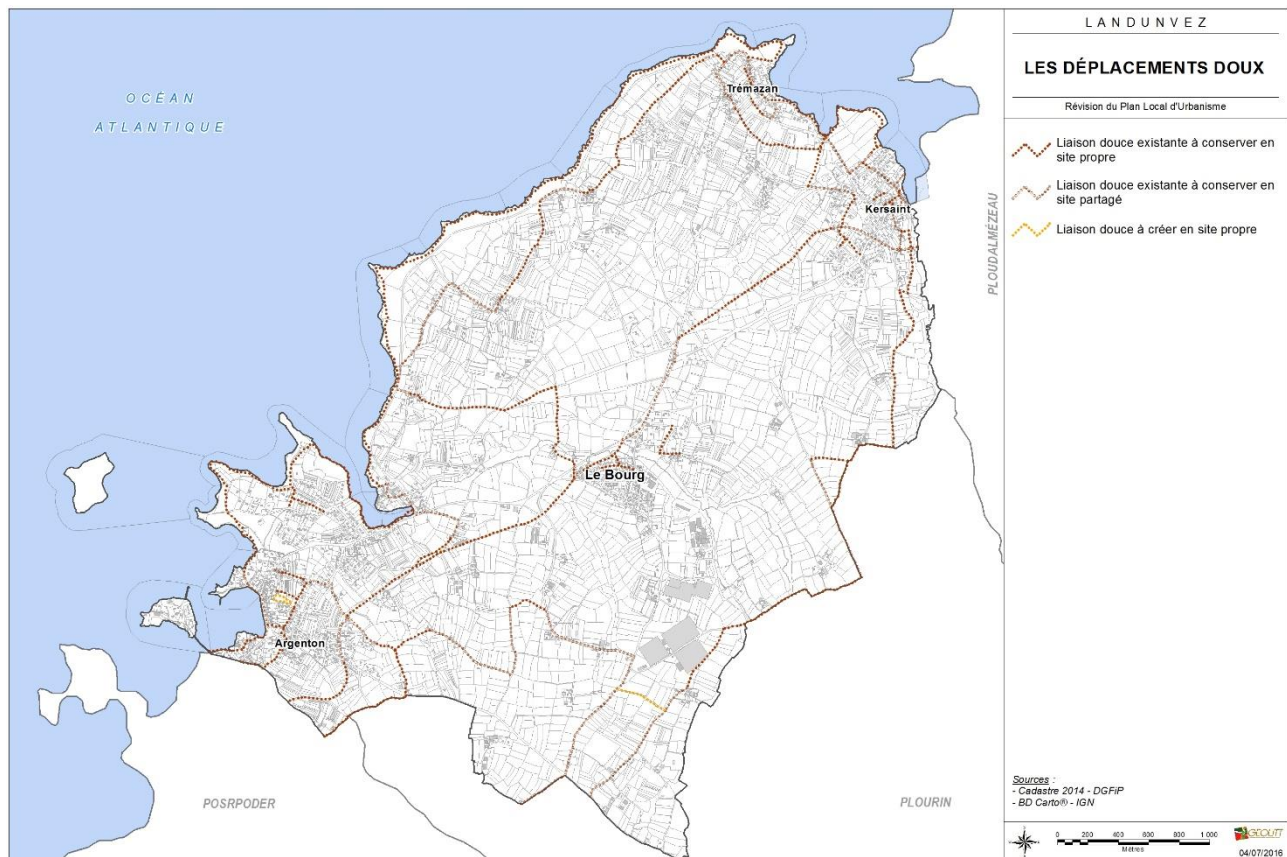 LANDUNVEZ
LES DÉPLACEMENTS DOUX
Révision du Plan Local d'Urbanisme
Liaison douce existante à conserver en
site propre
Liaison douce existante à conserver en
site partagé
Liaison douce à créer en site propre
OCÉAN
ATLANTIQUE
Trémazan
Kersaint
PLOUDALMÉZEAU
Le Bourg
Argenton
POSRPODER
PLOURIN
Sources :
- Cadastre 2014 - DGFiP
- BD Carto® - IGN
0 200 400 600 800 1 000
Mètres
GÉOLITT
04/07/2016